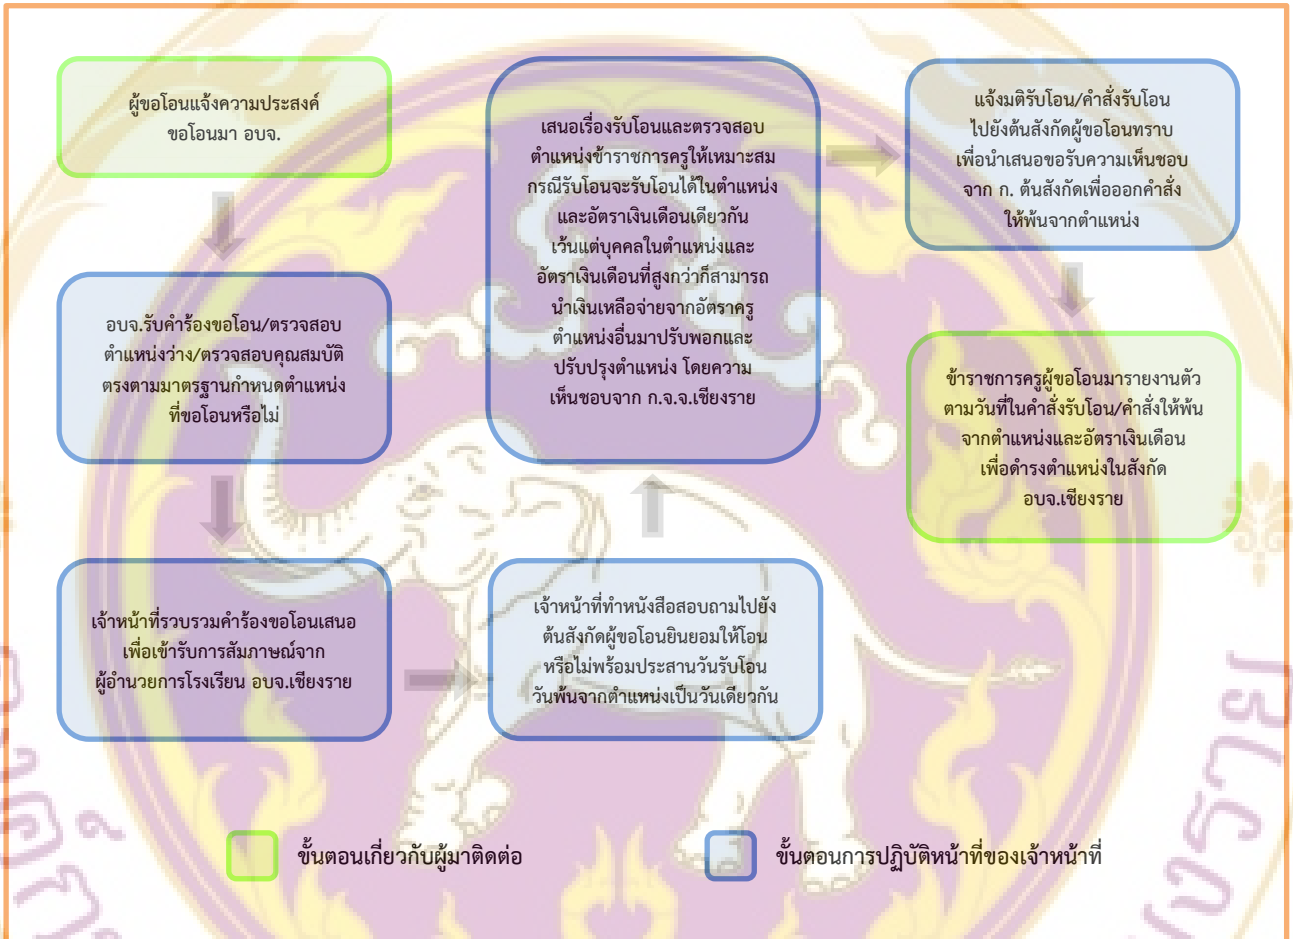 ผู้ขอโอนแจ้งความประสงค์
ขอโอนมา อบจ.
อบจ.รับคำร้องขอโอน/ตรวจสอบ
ตำแหน่งว่าง/ตรวจสอบคุณสมบัติ
ตรงตามมาตรฐานกำหนดตำแหน่ง
ที่ขอโอนหรือไม่
เจ้าหน้าที่รวบรวมคำร้องขอโอนเสนอ
เพื่อเข้ารับการสัมภาษณ์จาก
ผู้อำนวยการโรงเรียน อบจ.เชียงราย
เจ้าหน้าที่ทำหนังสือสอบถามไปยัง
ต้นสังกัดผู้ขอโอนยินยอมให้โอน
หรือไม่พร้อมประสานวันรับโอน
วันพ้นจากตำแหน่งเป็นวันเดียวกัน
เสนอเรื่องรับโอนและตรวจสอบ
ตำแหน่งข้าราชการครูให้เหมาะสม
กรณีรับโอนจะรับโอนได้ในตำแหน่ง
และอัตราเงินเดือนเดียวกัน
เว้นแต่บุคคลในตำแหน่งและ
อัตราเงินเดือนที่สูงกว่าก็สามารถ
นำเงินเหลือจ่ายจากอัตราครู
ตำแหน่งอื่นมาปรับพอกและ
ปรับปรุงตำแหน่ง โดยความ
เห็นชอบจาก ก.จ.จ.เชียงราย
แจ้งมติรับโอน/คำสั่งรับโอน
ไปยังต้นสังกัดผู้ขอโอนทราบ
เพื่อนำเสนอขอรับความเห็นชอบ
จาก ก. ต้นสังกัดเพื่อออกคำสั่ง
ให้พ้นจากตำแหน่ง
ข้าราชการครูผู้ขอโอนมารายงานตัว
ตามวันที่ในคำสั่งรับโอน/คำสั่งให้พ้น
จากตำแหน่งและอัตราเงินเดือน
เพื่อดำรงตำแหน่งในสังกัด
อบจ.เชียงราย
ขั้นตอนเกี่ยวกับผู้มาติดต่อ
ขั้นตอนการปฏิบัติหน้าที่ของเจ้าหน้าที่